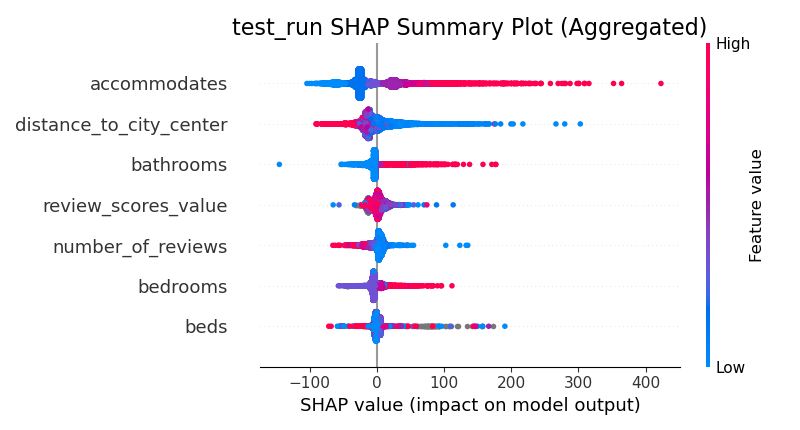 test_run SHAP Summary Plot (Aggregated)
High
accommodates
distance_to_city_center
bathrooms
review_scores_value
number_of_reviews
bedrooms
beds
Feature value
Low
−100 0 100 200 300 400
SHAP value (impact on model output)